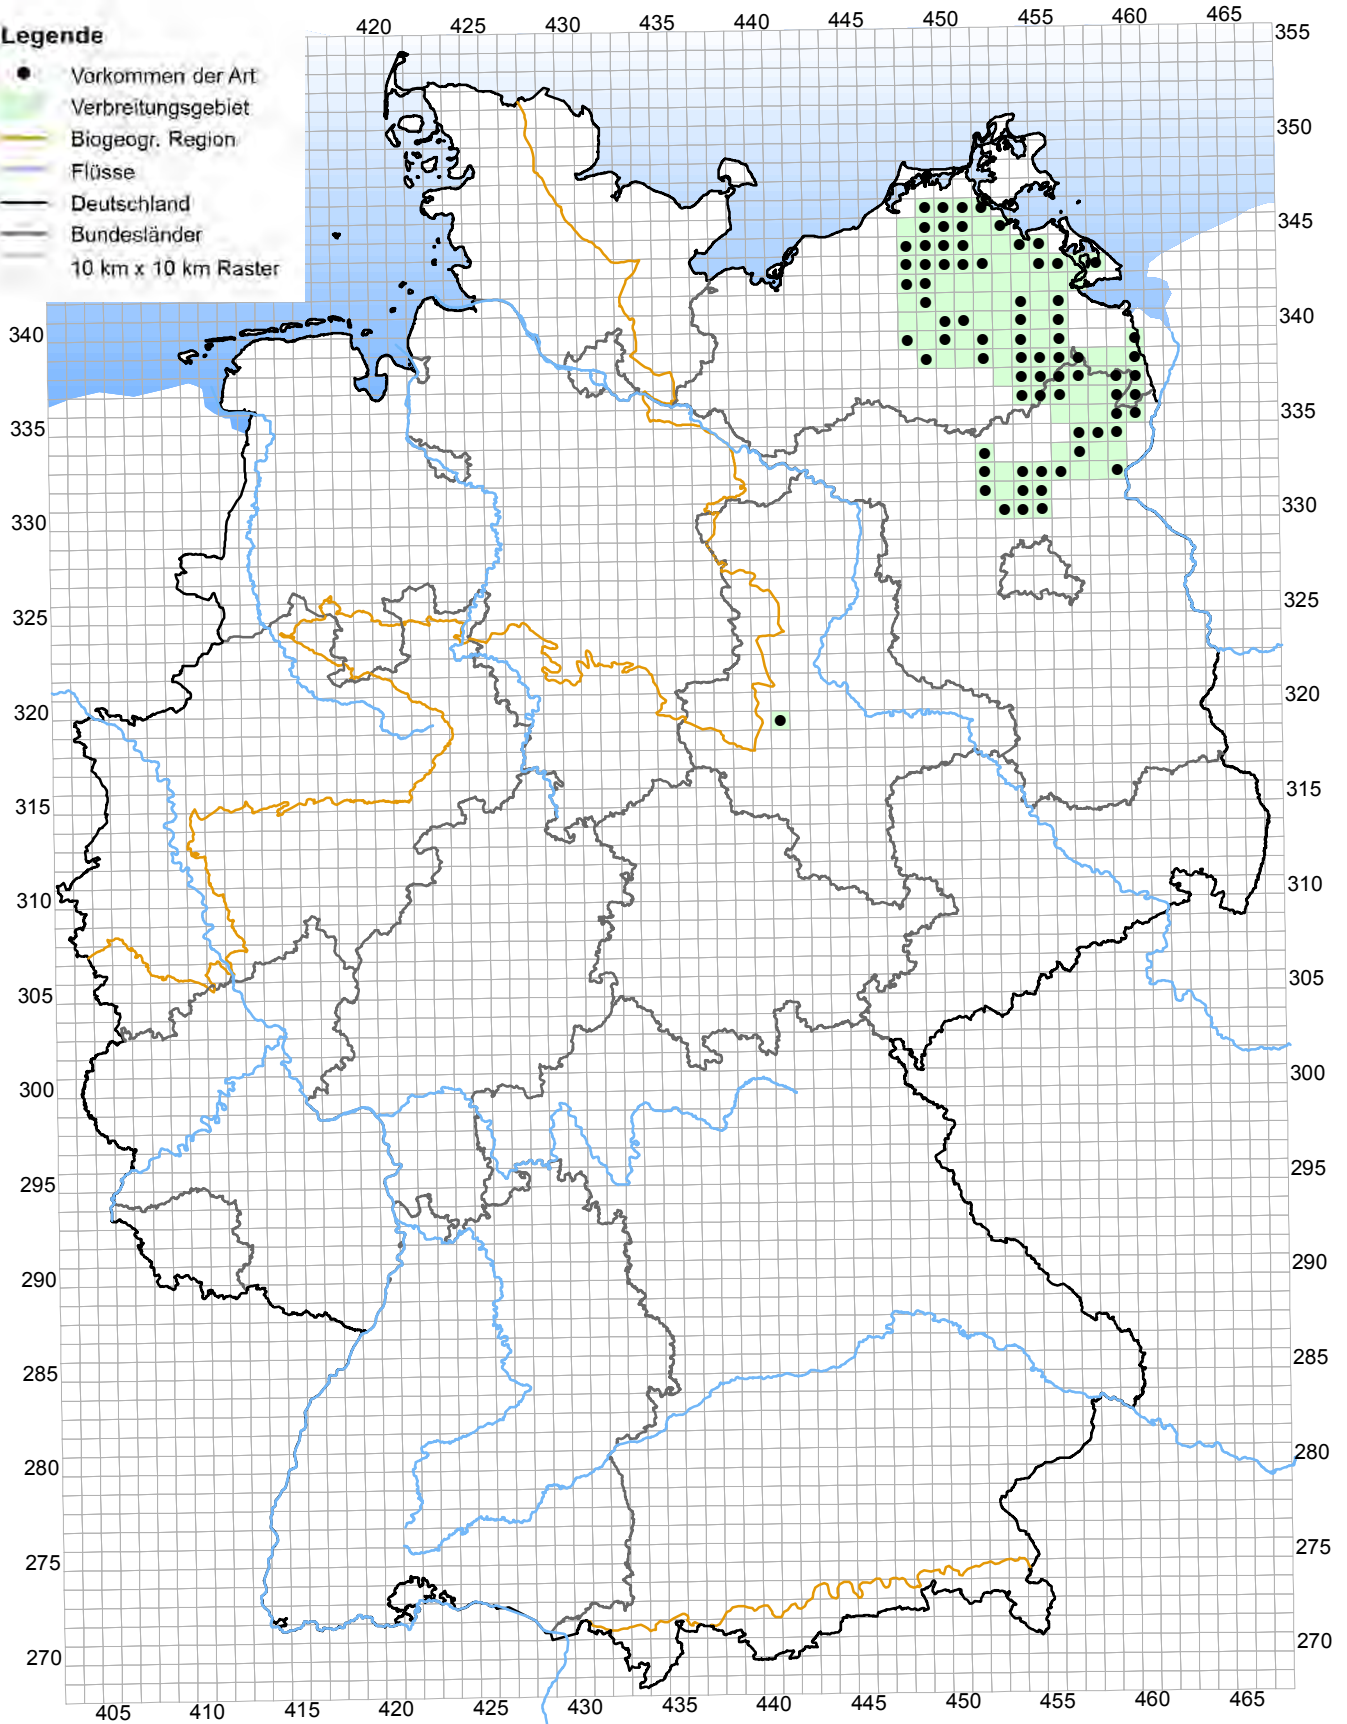 420 425 430 435 440 445 450 455 460 465
355
Legende
Vorkommen der Art
Verbreitungsgebiet
Biogeogr. Region
Flüsse
Deutschland
Bundesländer
10 km x 10 km Raster
350
345
340 340
335 335
330 330
325 325
320 320
315 315
310 310
305 305
300 300
295 295
290 290
285 285
280 280
275 275
270 270
405 410 415 420 425 430 435 440 445 450 455 460 465